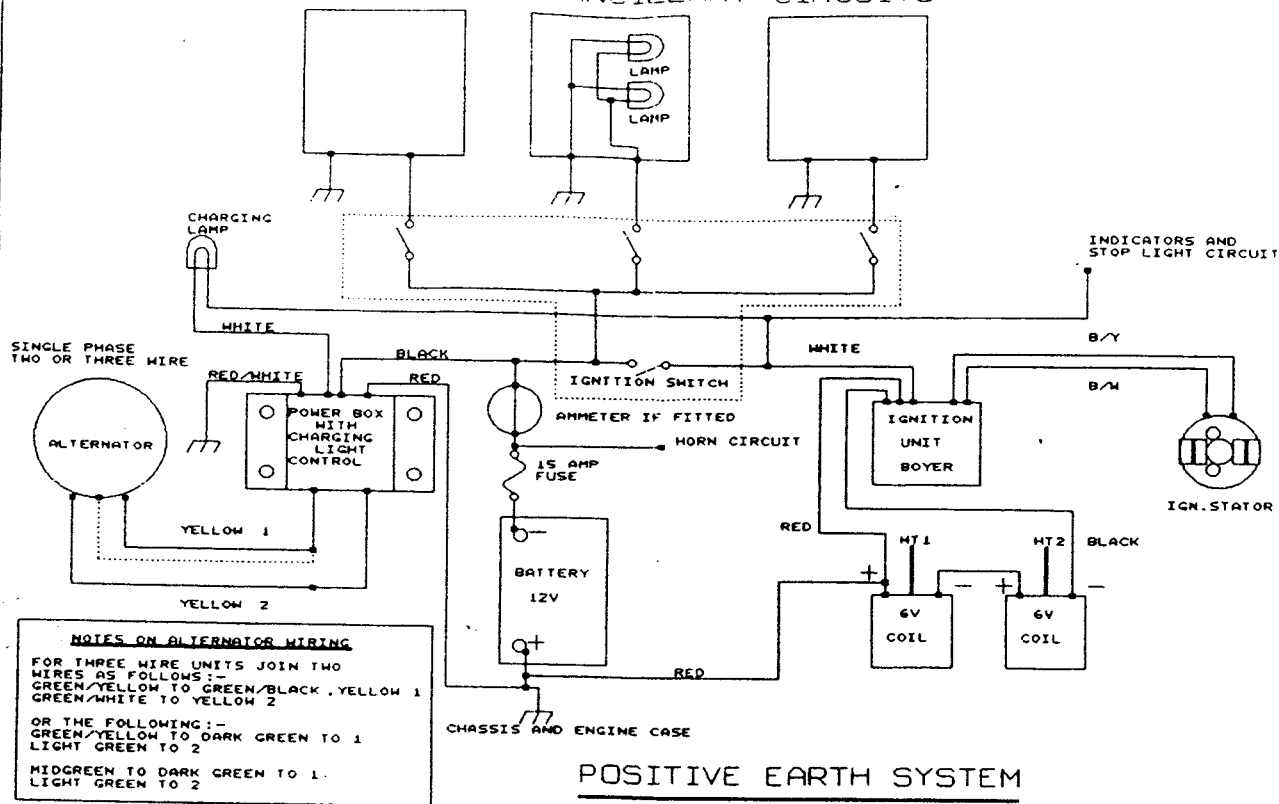 CIRCUITS
LAMP
LAMP
CHARGING
LAMP
INDICATORS AND
STOP LIGHT CIRCUIT
WHITE
SINGLE PHASE
TWO OR THREE WIRE
BLACK
WHITE
B/Y
RED/WHITE
RED
IGNITION SWITCH
B/W
POWER BOX
WITH
CHARGING
LIGHT
CONTROL
AMMETER IF FITTED
IGNITION
UNIT
BOYER
ALTERNATOR
HORN CIRCUIT
15 AMP
FUSE
IGN.STATOR
YELLOW 1
RED
HT1
HT2
BLACK
−
BATTERY
12V
+
−
+
−
YELLOW 2
6V
COIL
6V
COIL
+
RED
NOTES ON ALTERNATOR WIRING
FOR THREE WIRE UNITS JOIN TWO
WIRES AS FOLLOWS:-
GREEN/YELLOW TO GREEN/BLACK, YELLOW 1
GREEN/WHITE TO YELLOW 2
OR THE FOLLOWING:-
GREEN/YELLOW TO DARK GREEN TO 1
LIGHT GREEN TO 2
MIDGREEN TO DARK GREEN TO 1.
LIGHT GREEN TO 2
CHASSIS AND ENGINE CASE
POSITIVE EARTH SYSTEM